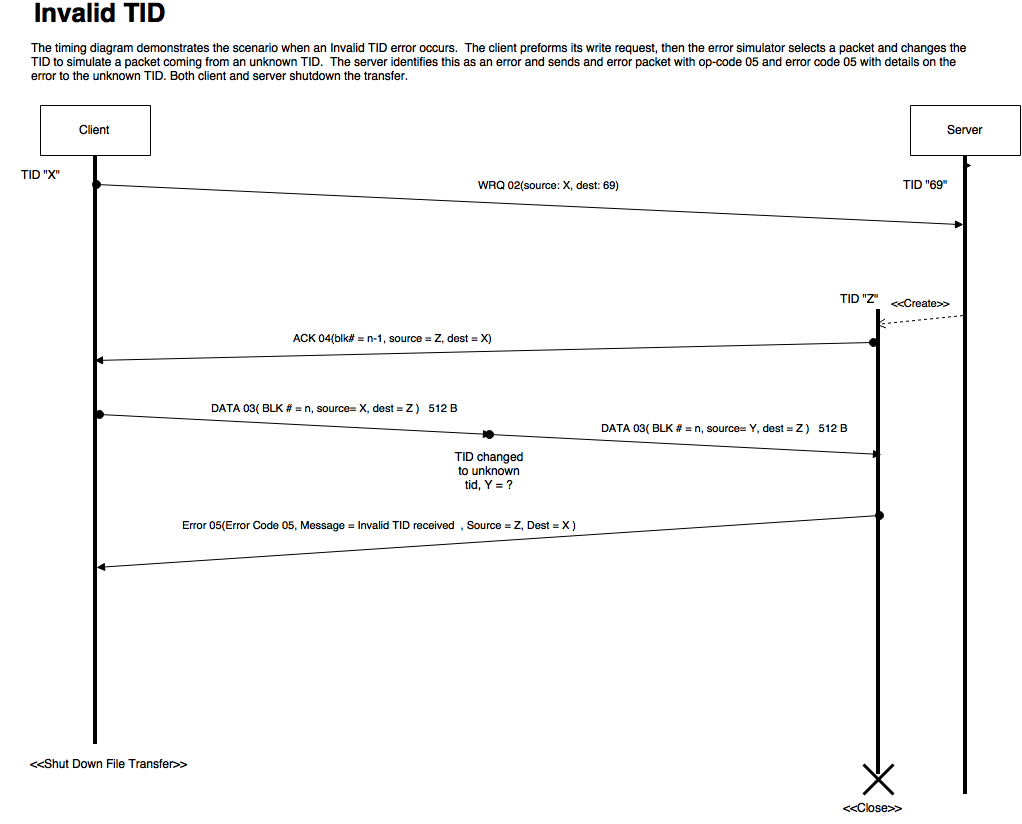 Invalid TID
The timing diagram demonstrates the scenario when an Invalid TID error occurs. The client preforms its write request, then the error simulator selects a packet and changes the
TID to simulate a packet coming from an unknown TID. The server identifies this as an error and sends and error packet with op-code 05 and error code 05 with details on the
error to the unknown TID. Both client and server shutdown the transfer.
Client
Server
TID "X"
WRQ 02(source: X, dest: 69)
TID "69"
TID "Z"
<<Create>>
ACK 04(blk# = n-1, source = Z, dest = X)
DATA 03( BLK # = n, source= X, dest = Z ) 512 B
DATA 03( BLK # = n, source= Y, dest = Z ) 512 B
TID changed
to unknown
tid, Y = ?
Error 05(Error Code 05, Message = Invalid TID received , Source = Z, Dest = X )
<<Shut Down File Transfer>>
<<Close>>